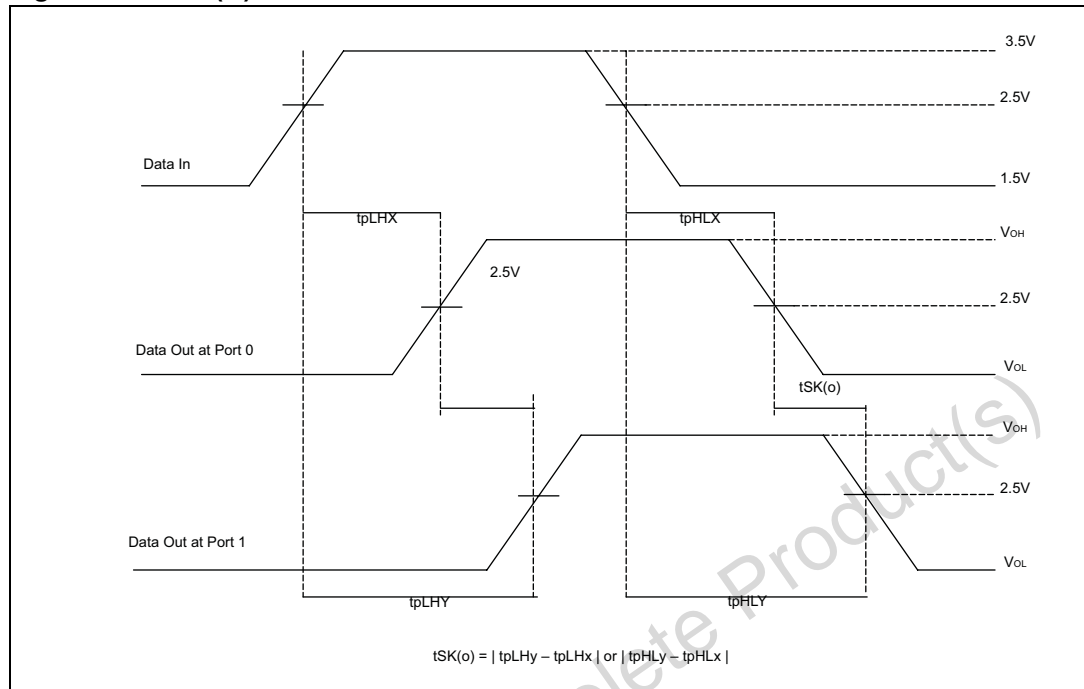 3.5V
2.5V
Data In
1.5V
tpLHX
tpHLX
VOH
2.5V
2.5V
Data Out at Port 0
VOL
tSK(o)
VOH
2.5V
Data Out at Port 1
VOL
tpLHY
tpHLY
tSK(o) = | tpLHy – tpLHx | or | tpHLy – tpHLx |
lete Product(s)